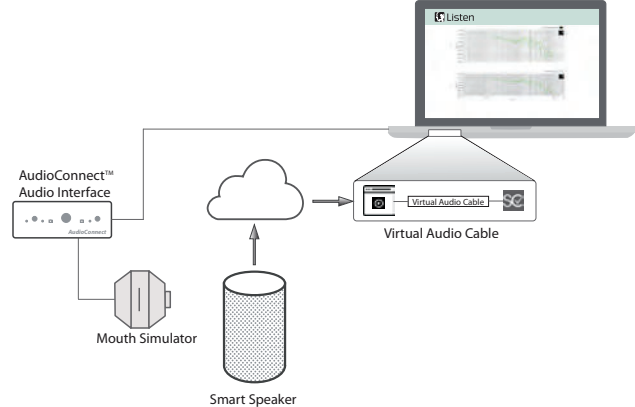 Listen
AudioConnect™
Audio Interface
AudioConnect
Virtual Audio Cable
SC
Virtual Audio Cable
Mouth Simulator
Smart Speaker